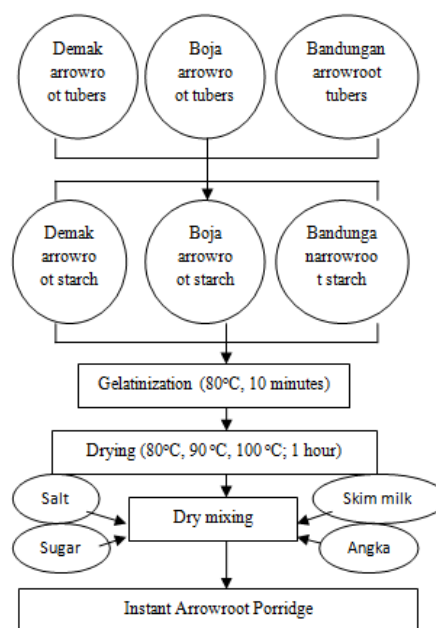 Demak
arrowro
ot tubers
Boja
arrowro
ot tubers
Bandungan
arrowroot
tubers
Demak
arrowro
ot starch
Boja
arrowro
ot starch
Bandunga
narrowroo
t starch
Gelatinization (80°C, 10 minutes)
Drying (80°C, 90 °C, 100 °C; 1 hour)
Salt
Skim milk
Dry mixing
Sugar
Angka
Instant Arrowroot Porridge